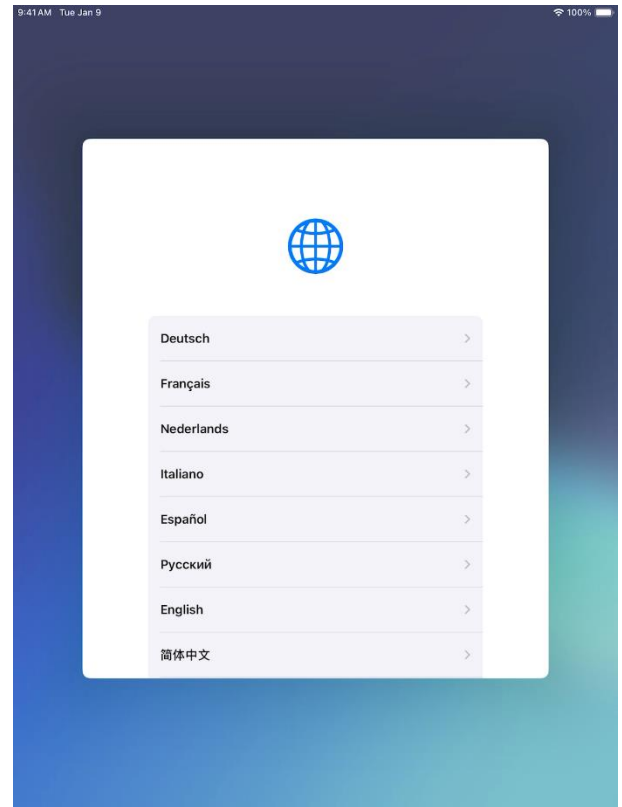 9:41 AM Tue Jan 9 100%
Deutsch
Français
Nederlands
Italiano
Español
Русский
English
简体中文